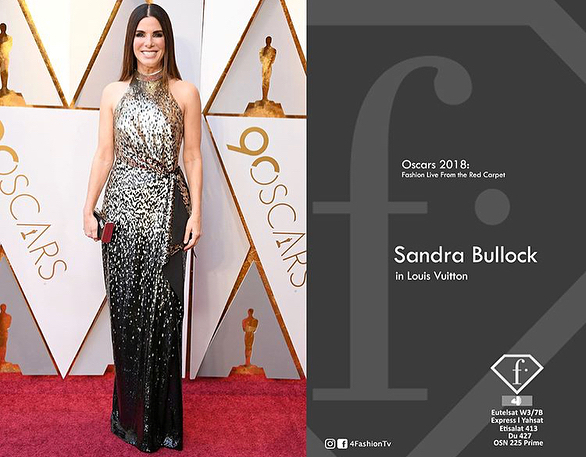 90
OSCARS
90
OSCARS
Oscars 2018:
Fashion Live From the Red Carpet
Sandra Bullock
in Louis Vuitton
f.
Eutelsat W3/7B
Express I Yahsat
Etisalat 413
Du 427
OSN 225 Prime
4FashionTv